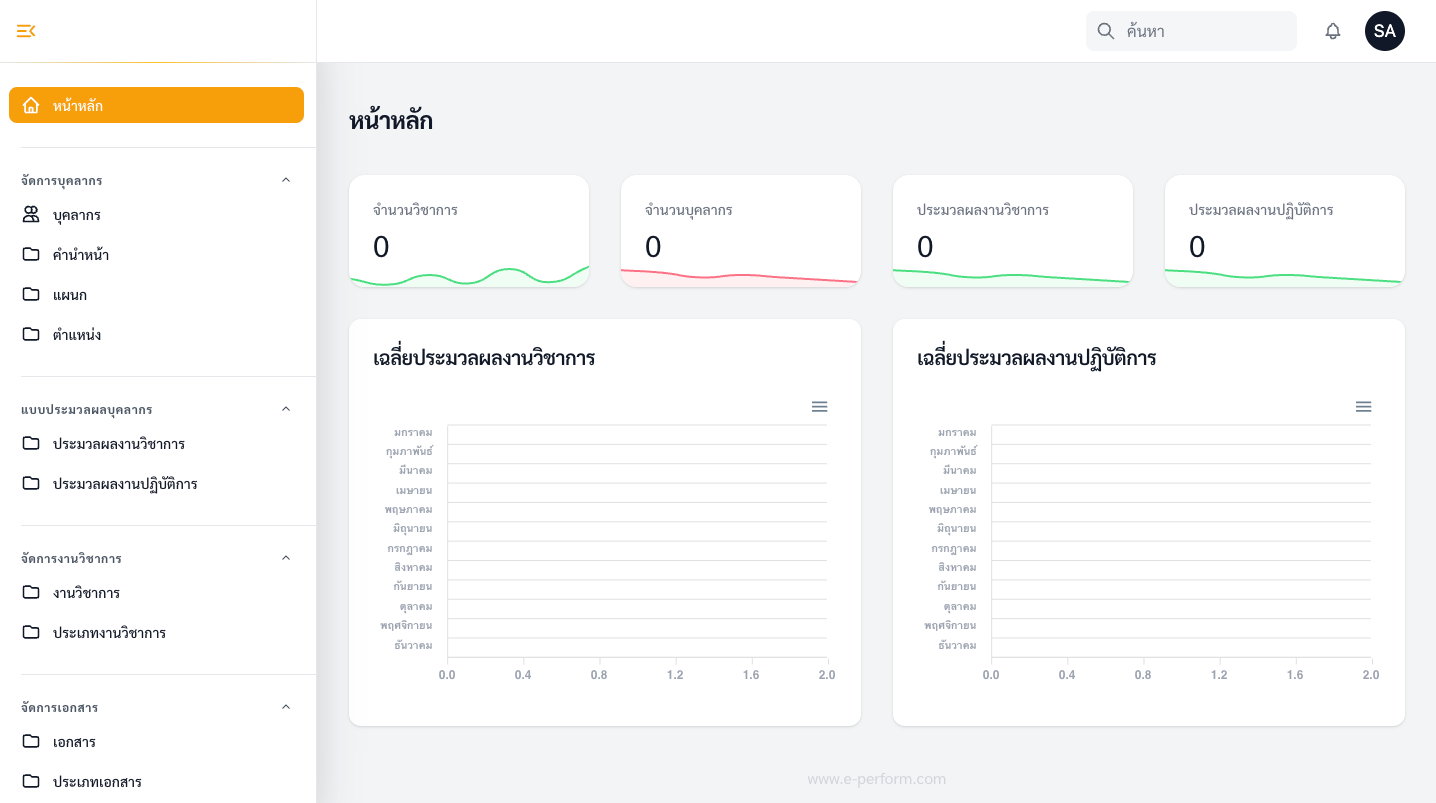 ค้นหา
SA
หน้าหลัก
จัดการบุคลากร
บุคลากร
คำนำหน้า
แผนก
ตำแหน่ง
แบบประมวลผลบุคลากร
ประมวลผลงานวิชาการ
ประมวลผลงานปฏิบัติการ
จัดการงานวิชาการ
งานวิชาการ
ประเภทงานวิชาการ
จัดการเอกสาร
เอกสาร
ประเภทเอกสาร
หน้าหลัก
จำนวนวิชาการ
0
จำนวนบุคลากร
0
ประมวลผลงานวิชาการ
0
ประมวลผลงานปฏิบัติการ
0
เฉลี่ยประมวลผลงานวิชาการ
มกราคม
กุมภาพันธ์
มีนาคม
เมษายน
พฤษภาคม
มิถุนายน
กรกฎาคม
สิงหาคม
กันยายน
ตุลาคม
พฤศจิกายน
ธันวาคม
0.0 0.4 0.8 1.2 1.6 2.0
เฉลี่ยประมวลผลงานปฏิบัติการ
มกราคม
กุมภาพันธ์
มีนาคม
เมษายน
พฤษภาคม
มิถุนายน
กรกฎาคม
สิงหาคม
กันยายน
ตุลาคม
พฤศจิกายน
ธันวาคม
0.0 0.4 0.8 1.2 1.6 2.0
www.e-perform.com